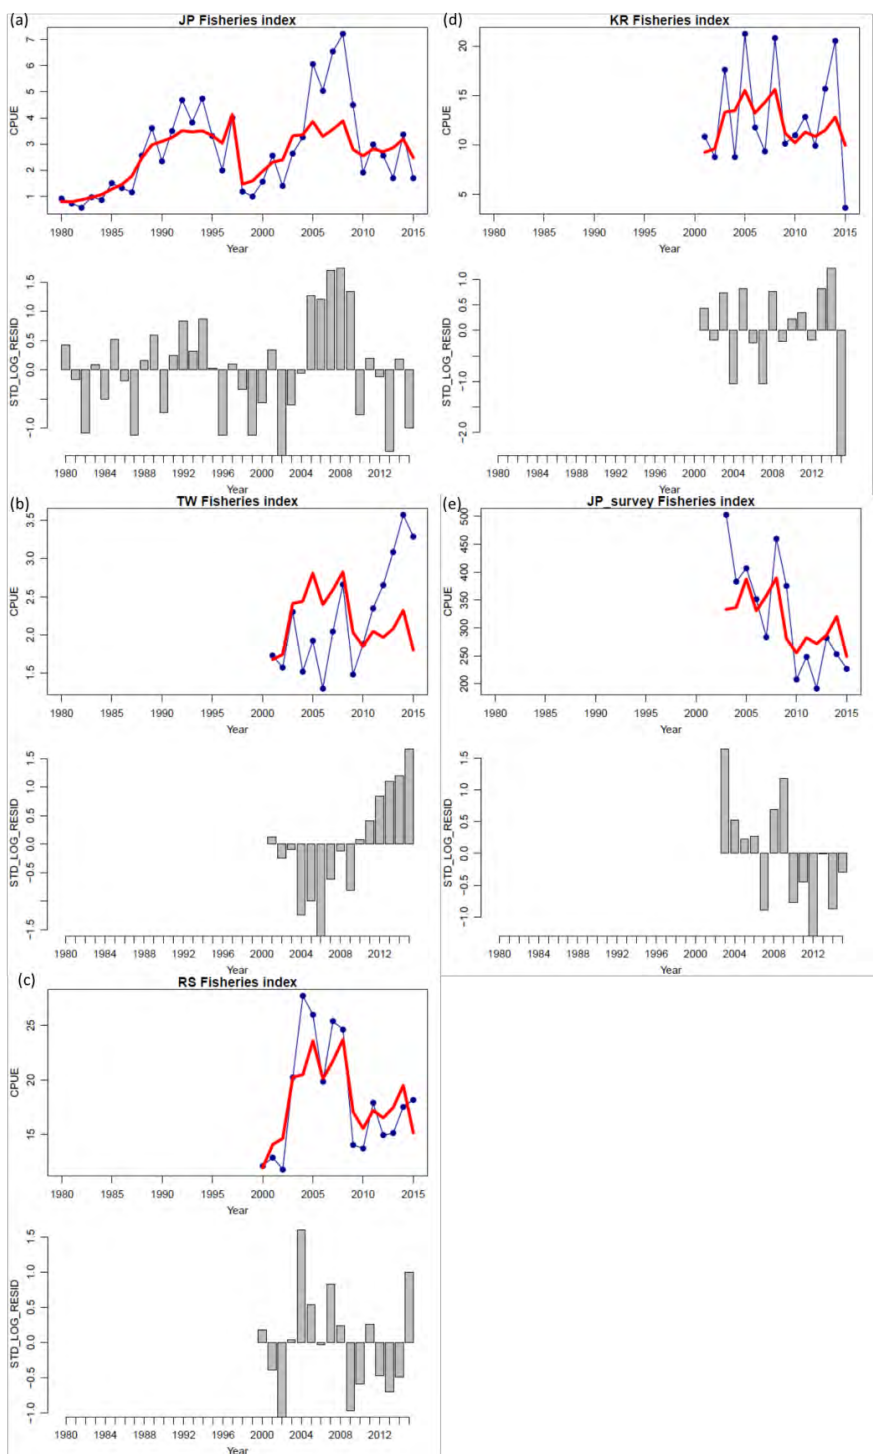 (a)
JP Fisheries index
CPUE
7
6
5
4
3
2
1
1980 1985 1990 1995 2000 2005 2010 2015
Year
STD_LOG_RESID
1.5
1.0
0.5
0.0
−1.0
1980 1984 1988 1992 1996 2000 2004 2008 2012
Year
(b)
TW Fisheries index
CPUE
3.5
3.0
2.5
2.0
1.5
1980 1985 1990 1995 2000 2005 2010 2015
Year
STD_LOG_RESID
1.5
1.0
0.5
0.0
−0.5
−1.5
1980 1984 1988 1992 1996 2000 2004 2008 2012
Year
(c)
RS Fisheries index
CPUE
25
20
15
1980 1985 1990 1995 2000 2005 2010 2015
Year
STD_LOG_RESID
1.5
1.0
0.5
0.0
−0.5
−1.0
1980 1984 1988 1992 1996 2000 2004 2008 2012
Year
(d)
KR Fisheries index
CPUE
20
15
10
5
1980 1985 1990 1995 2000 2005 2010 2015
Year
STD_LOG_RESID
1.0
0.0
−1.0
−2.0
1980 1984 1988 1992 1996 2000 2004 2008 2012
Year
(e)
JP_survey Fisheries index
CPUE
500
450
400
350
300
250
200
1980 1985 1990 1995 2000 2005 2010 2015
Year
STD_LOG_RESID
1.5
1.0
0.5
0.0
−0.5
−1.0
1980 1984 1988 1992 1996 2000 2004 2008 2012
Year